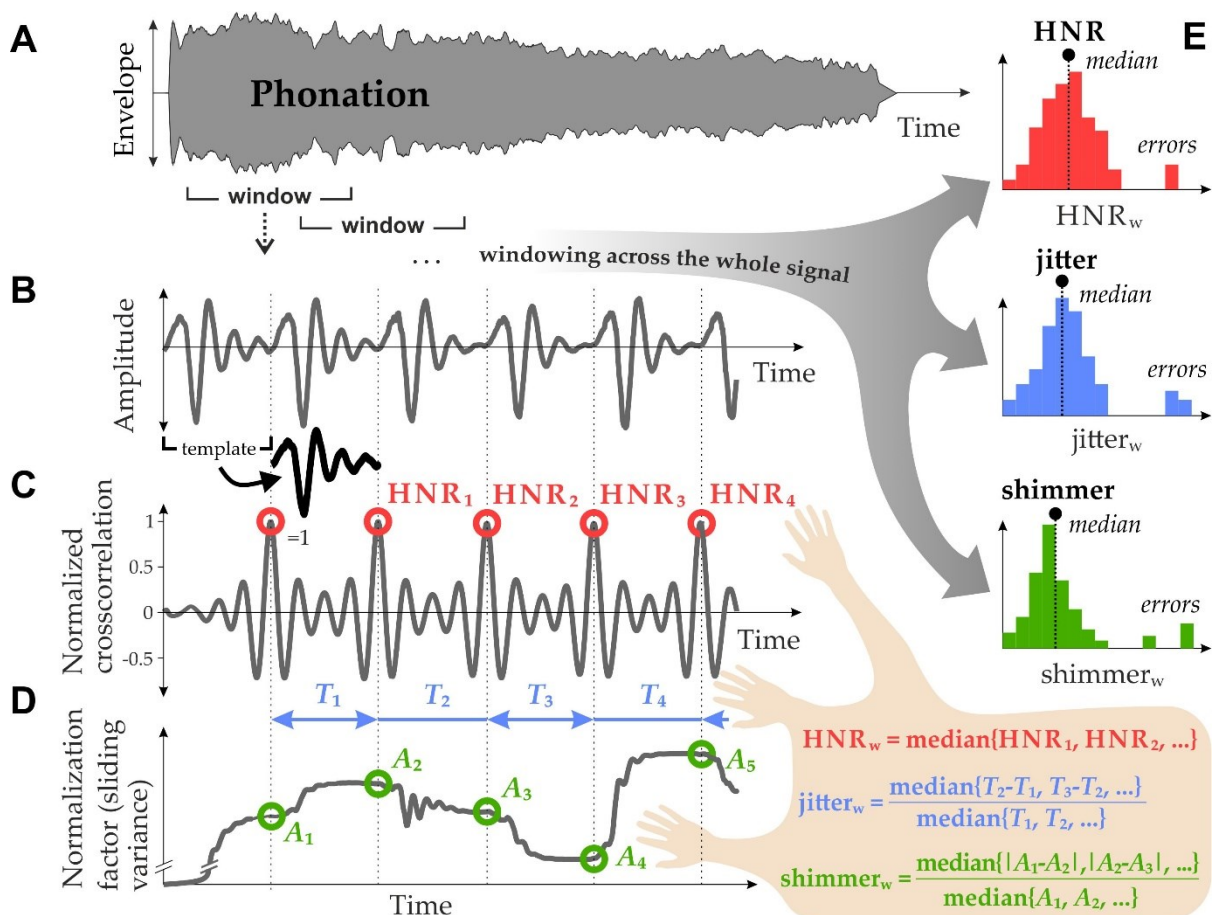 A
Envelope
Phonation
Time
window
window
...
windowing across the whole signal
B
Amplitude
Time
template
C
Normalized
crosscorrelation
1
0.5
0
-0.5
=1
HNR1 HNR2 HNR3 HNR4
Time
D
Normalization
factor (sliding
variance)
T1 T2 T3 T4
A1
A2
A3
A4
A5
Time
E
HNR
median
errors
HNRw
jitter
median
errors
jitterw
shimmer
median
errors
shimmerw
HNRw = median{HNR1, HNR2, ...}
jitterw = median{T2-T1, T3-T2, ...}
median{T1, T2, ...}
shimmerw = median{|A1-A2|,|A2-A3|, ...}
median{A1, A2, ...}